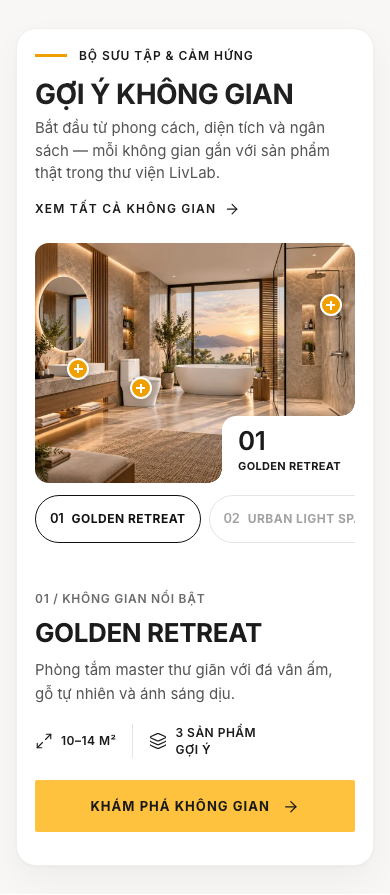 BỘ SƯU TẬP & CẢM HỨNG
GỢI Ý KHÔNG GIAN
Bắt đầu từ phong cách, diện tích và ngân
sách — mỗi không gian gắn với sản phẩm
thật trong thư viện LivLab.
XEM TẤT CẢ KHÔNG GIAN
01
GOLDEN RETREAT
01 GOLDEN RETREAT
02 URBAN LIGHT
01 / KHÔNG GIAN NỔI BẬT
GOLDEN RETREAT
Phòng tắm master thư giãn với đá vân ấm,
gỗ tự nhiên và ánh sáng dịu.
10–14 M²
3 SẢN PHẨM
GỢI Ý
KHÁM PHÁ KHÔNG GIAN